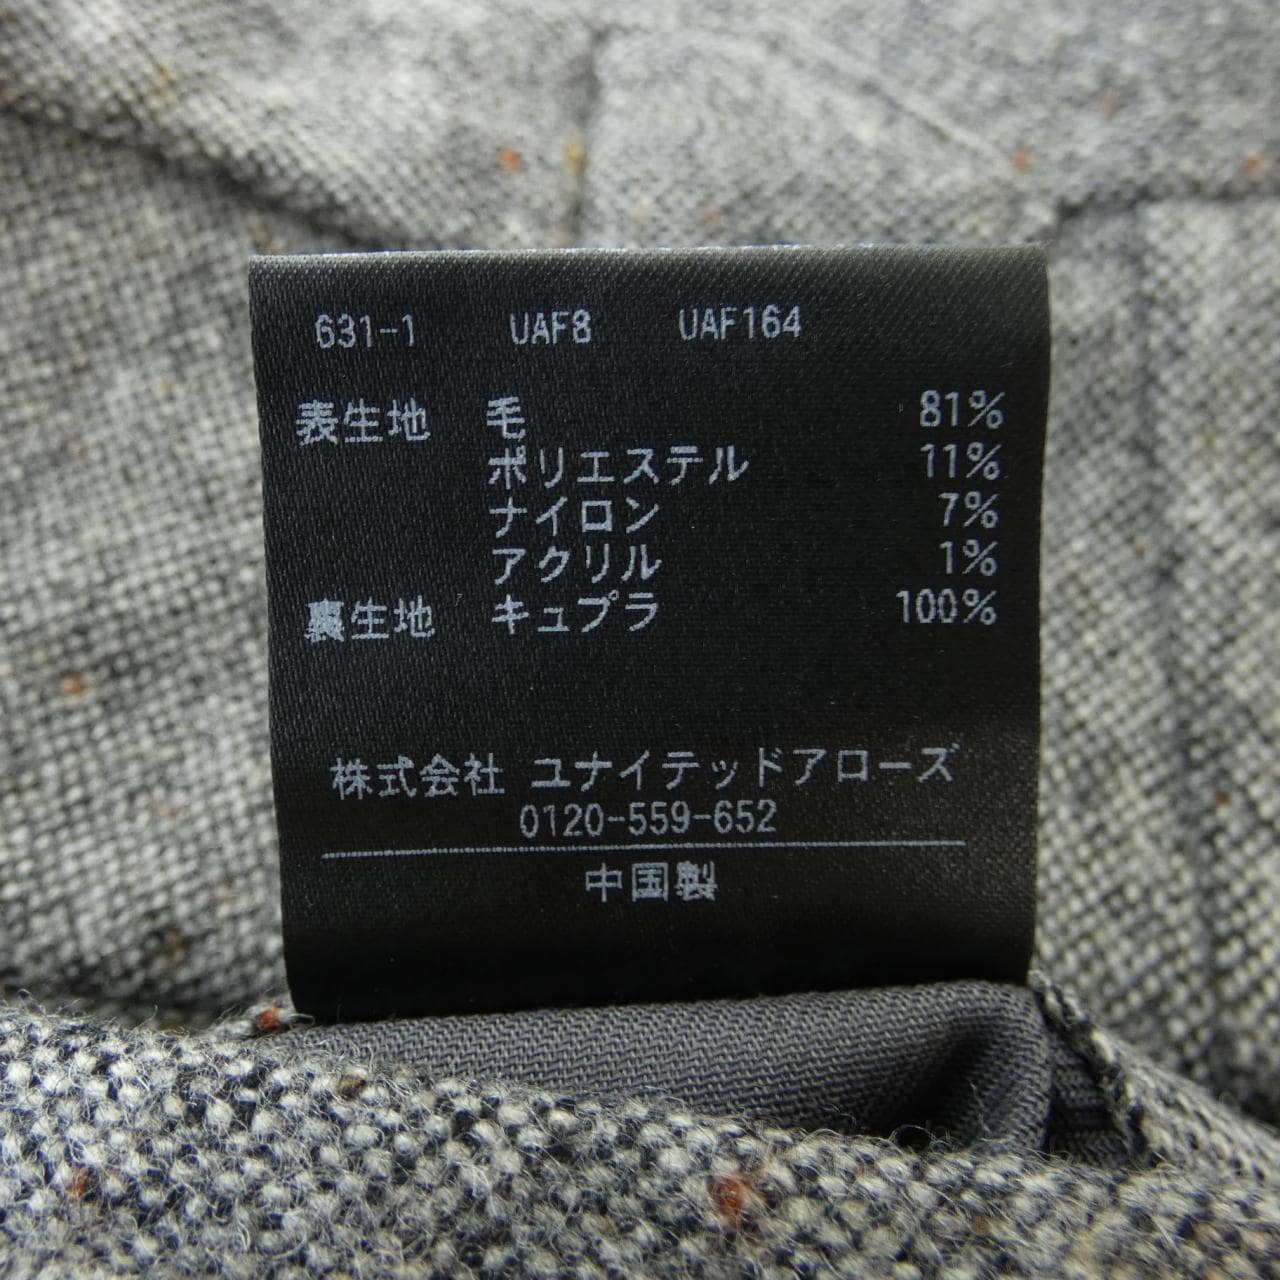 631-1 UAF8 UAF164
表生地 毛 81%
ポリエステル 11%
ナイロン 7%
アクリル 1%
裏生地 キュプラ 100%
株式会社 ユナイテッドアローズ
0120-559-652
中国製